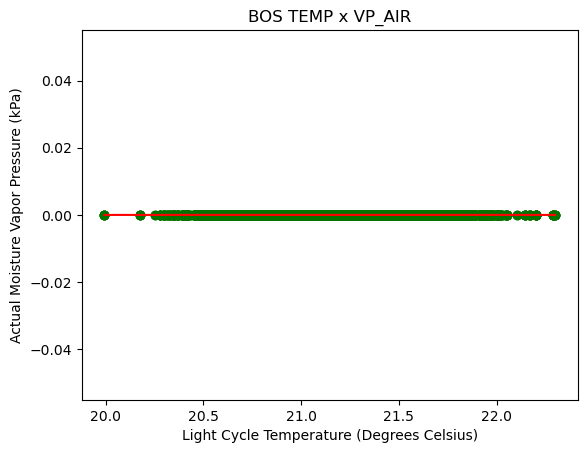 BOS TEMP x VP_AIR
Actual Moisture Vapor Pressure (kPa)
0.04
0.02
0.00
−0.02
−0.04
20.0 20.5 21.0 21.5 22.0
Light Cycle Temperature (Degrees Celsius)